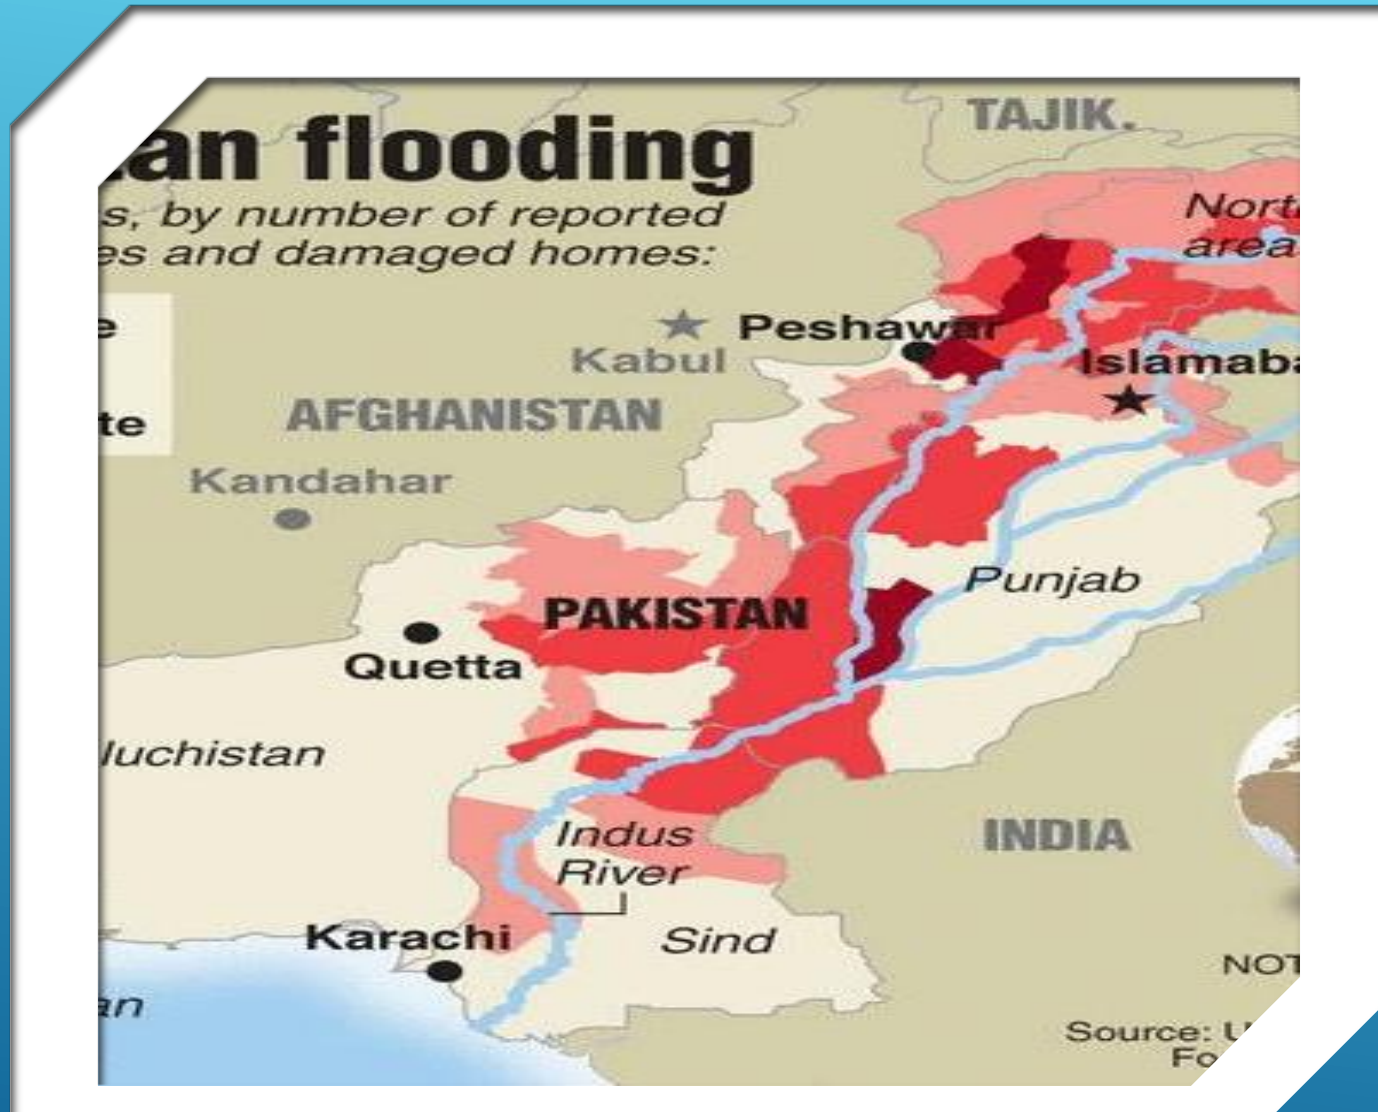 an flooding
s, by number of reported
es and damaged homes:
e
te
TAJIK.
Nort
area
Peshawar
Kabul
Islamaba
AFGHANISTAN
Kandahar
Punjab
PAKISTAN
Quetta
luchistan
Indus
River
INDIA
Karachi
Sind
an
NOT
Source: U
Fo